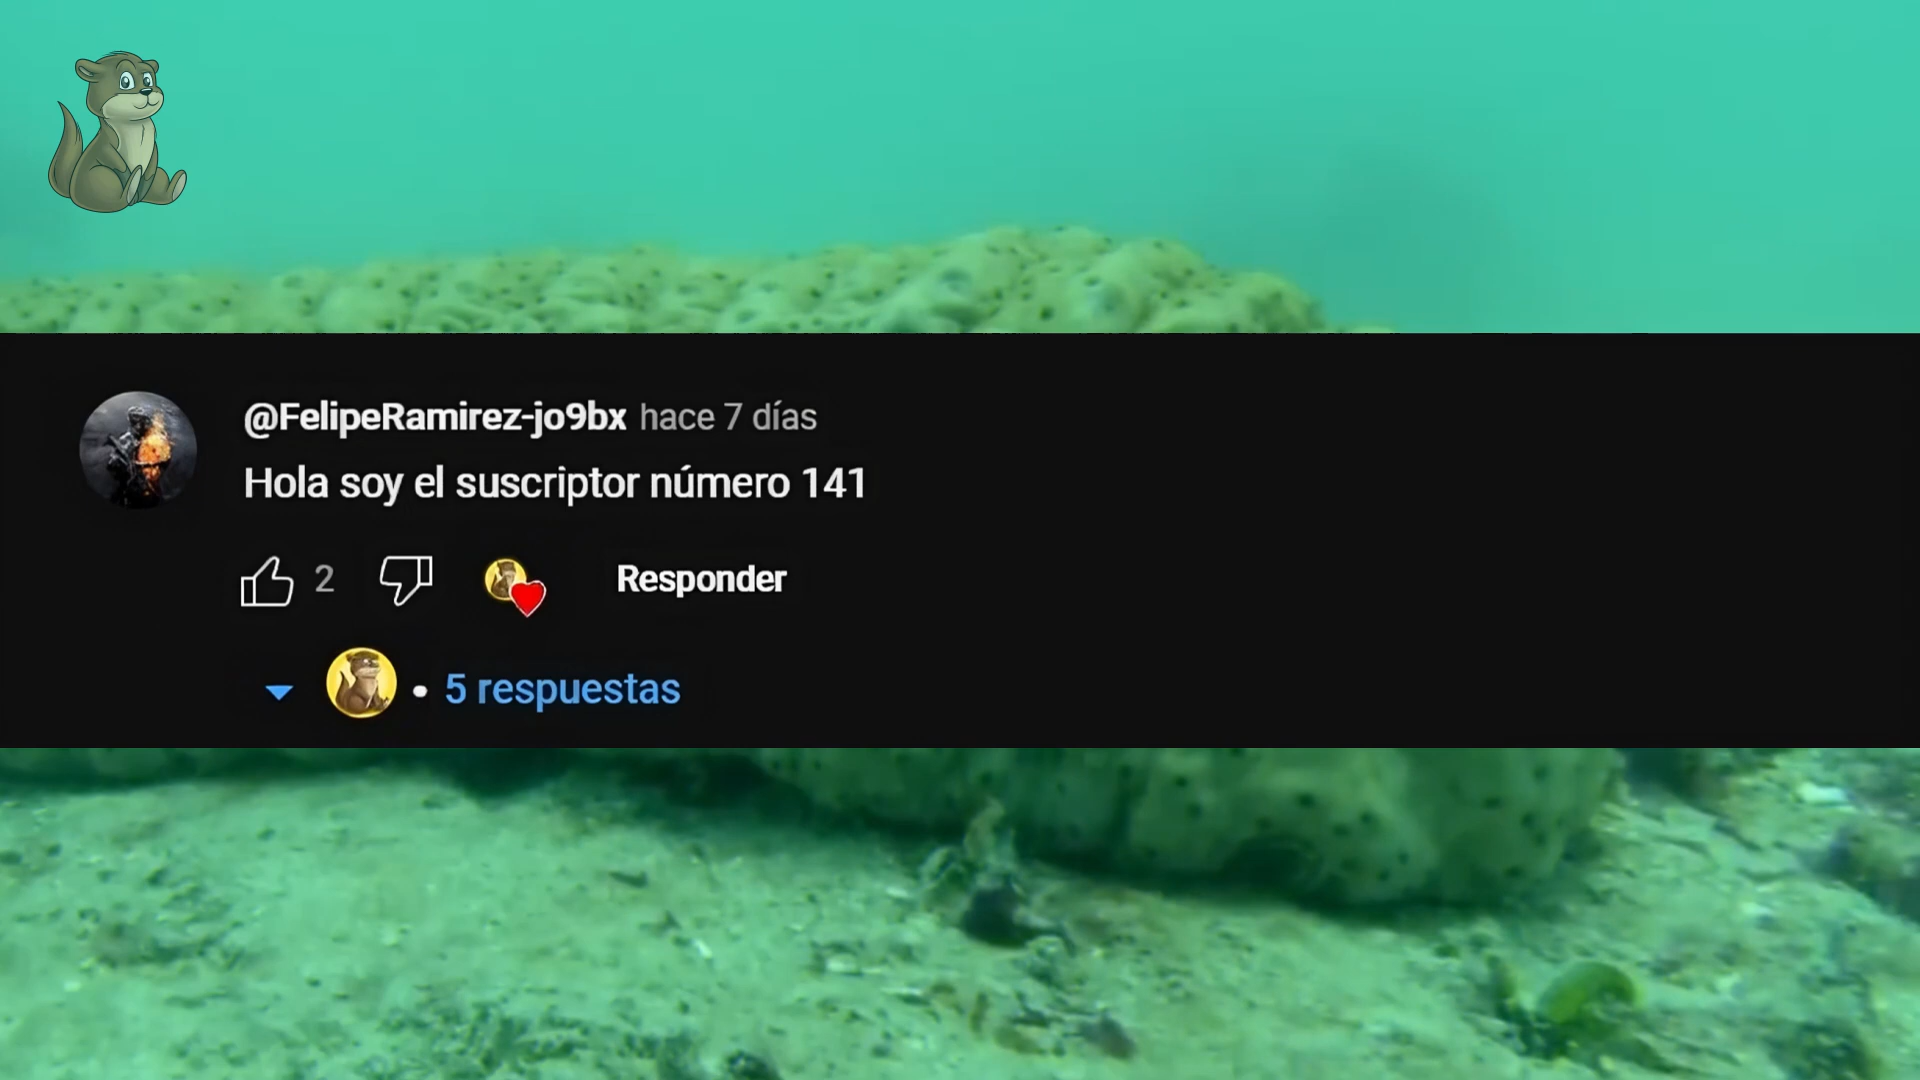 @FelipeRamirez-jo9bx hace 7 días
Hola soy el suscriptor número 141
2 Responder
5 respuestas